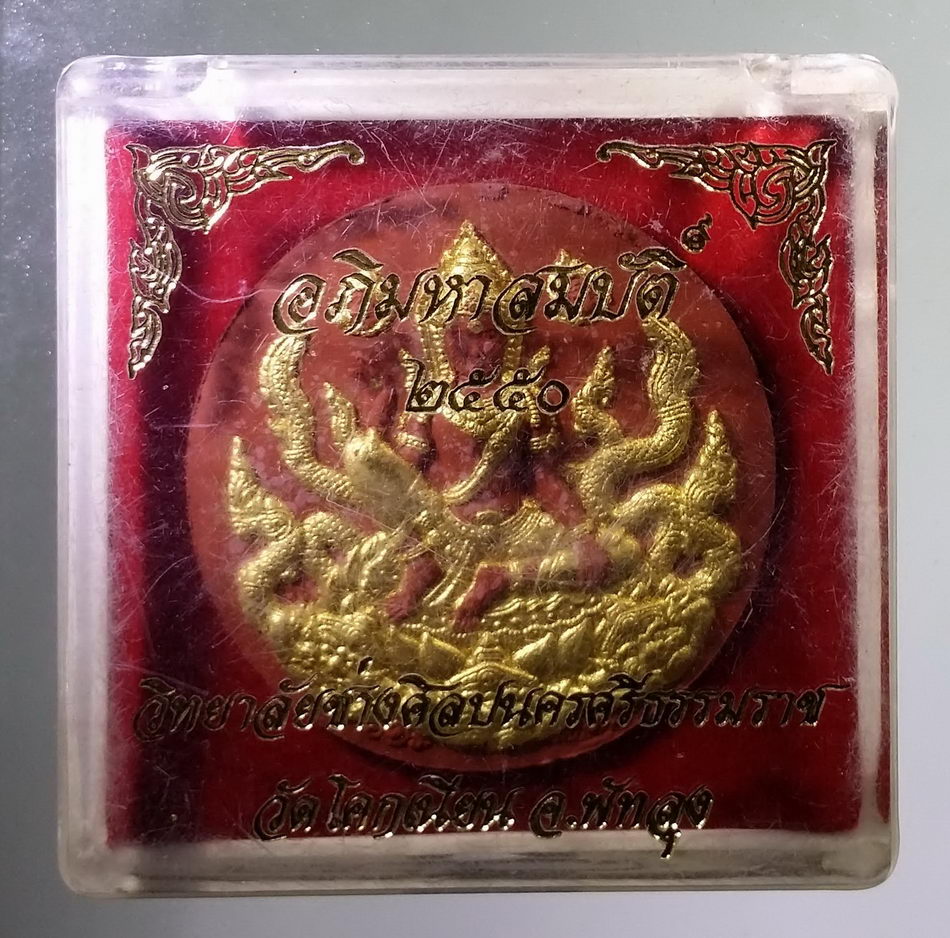 อภิมหาสมบัติ
๒๕๕๐
วิทยาลัยช่างศิลปนครศรีธรรมราช
วัดโคกเนียน จ.พัทลุง